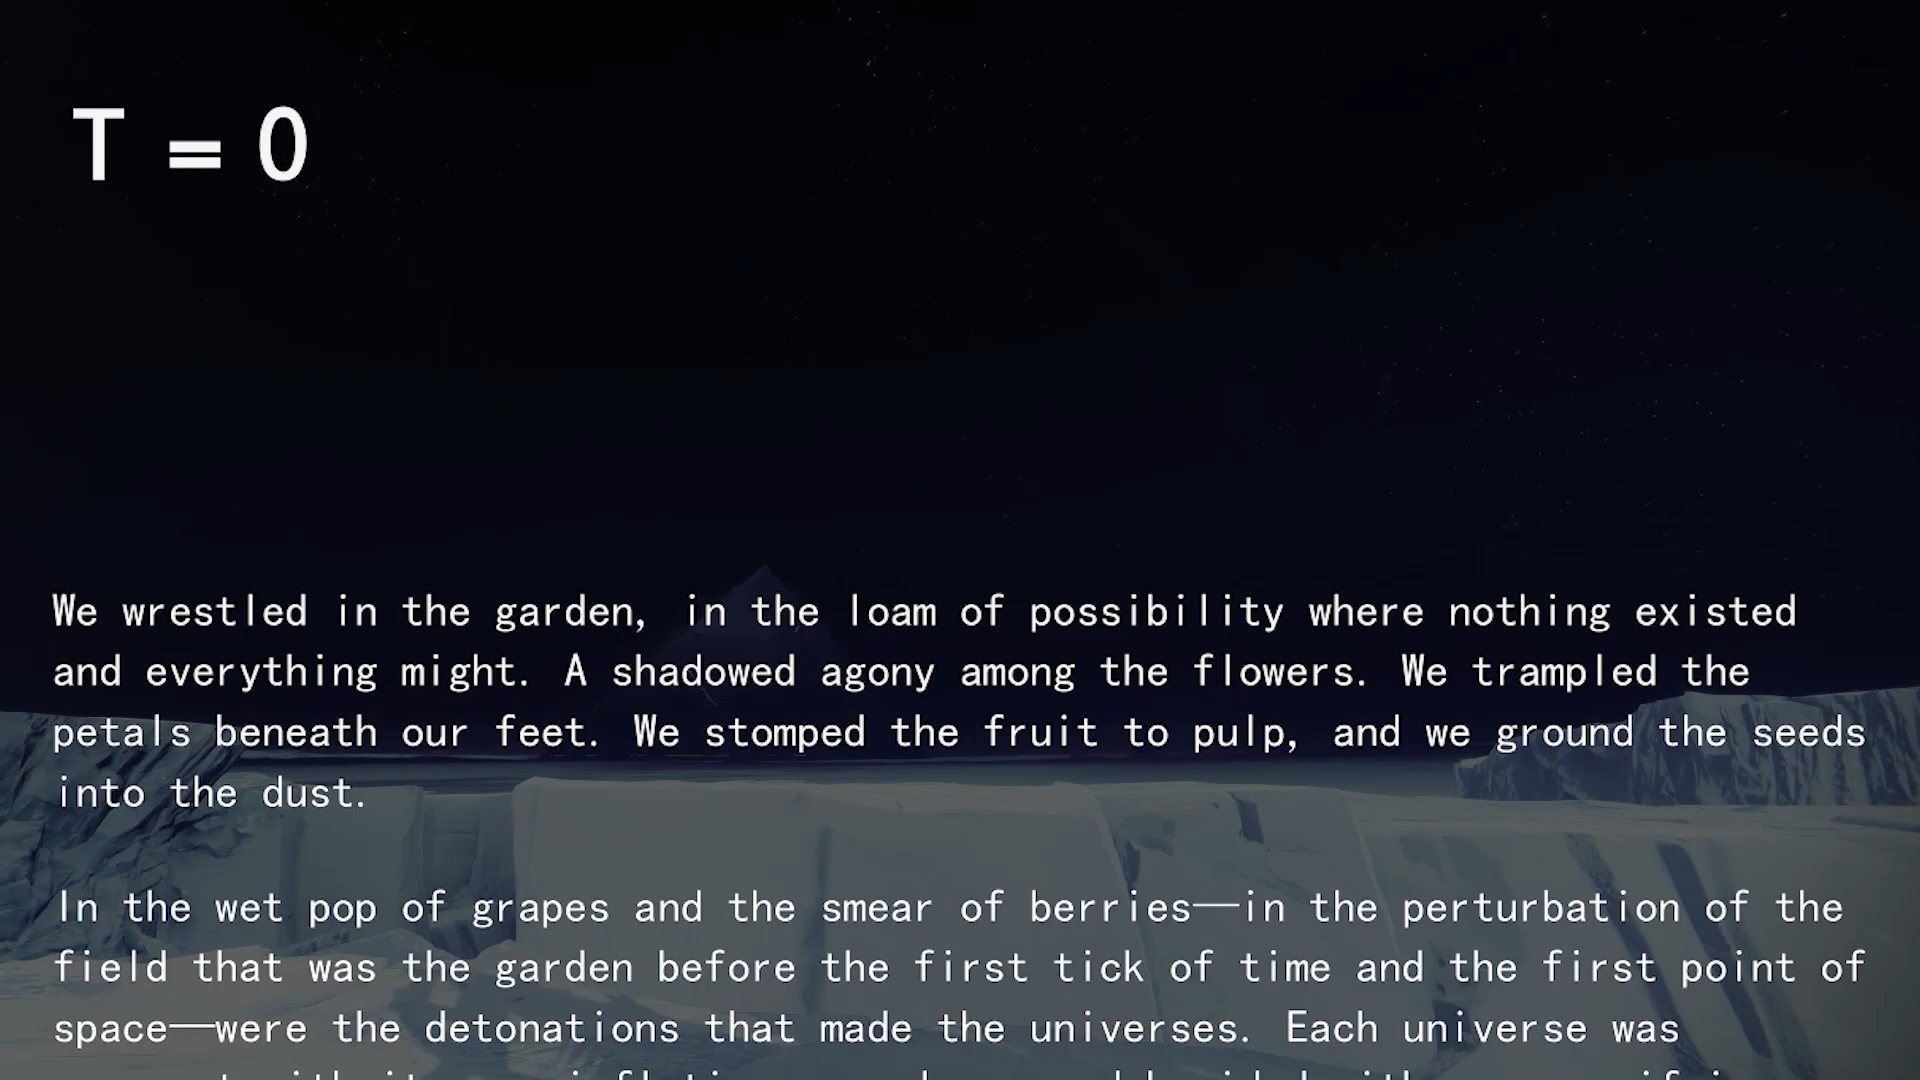 T = 0
We wrestled in the garden, in the loam of possibility where nothing existed
and everything might. A shadowed agony among the flowers. We trampled the
petals beneath our feet. We stomped the fruit to pulp, and we ground the seeds
into the dust.
In the wet pop of grapes and the smear of berries——in the perturbation of the
field that was the garden before the first tick of time and the first point of
space——were the detonations that made the universes. Each universe was